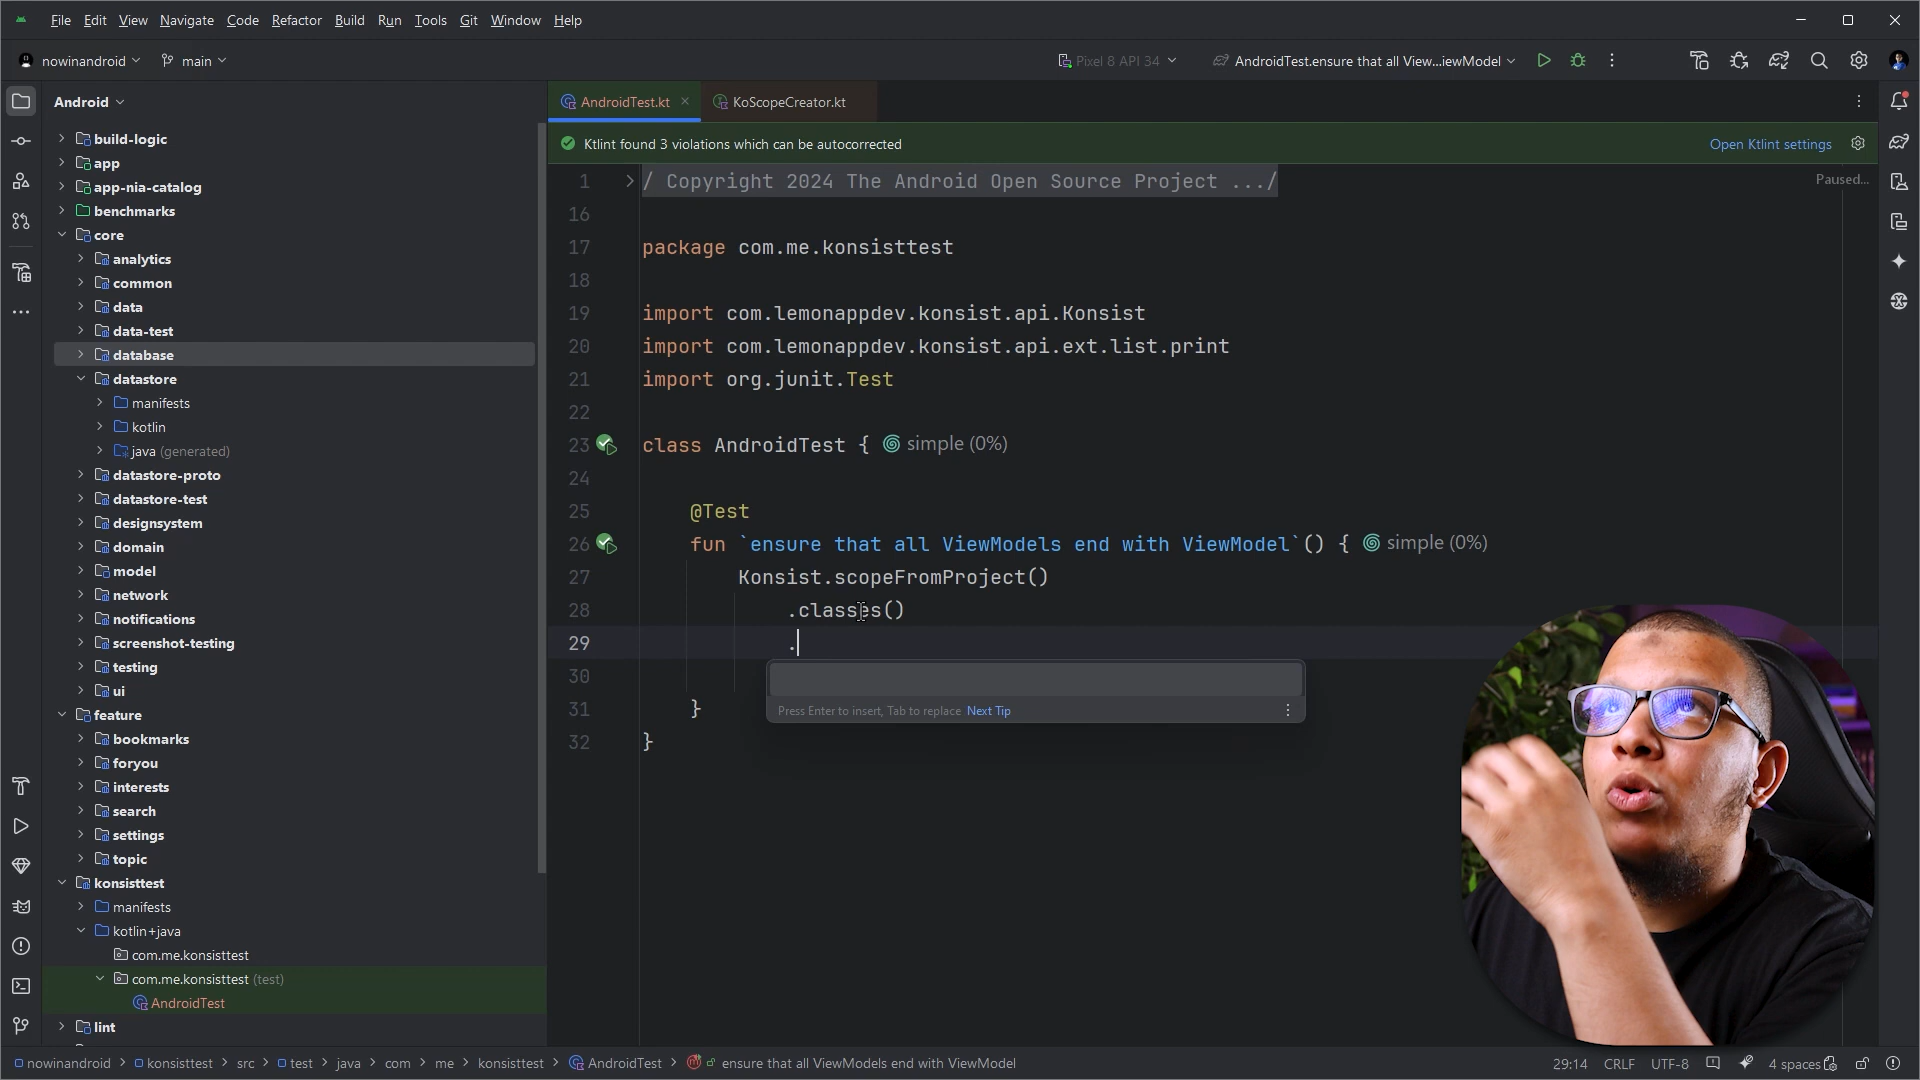 File Edit View Navigate Code Refactor Build Run Tools Git Window Help
nowinandroid main Pixel 8 API 34 AndroidTest.ensure that all View...iewModel
Android
AndroidTest.kt KoScopeCreator.kt
Ktlint found 3 violations which can be autocorrected Open Ktlint settings
build-logic
app
app-nia-catalog
benchmarks
core
analytics
common
data
data-test
database
datastore
manifests
kotlin
java (generated)
datastore-proto
datastore-test
designsystem
domain
model
network
notifications
screenshot-testing
testing
ui
feature
bookmarks
foryou
interests
search
settings
topic
konsisttest
manifests
kotlin+java
com.me.konsisttest
com.me.konsisttest (test)
AndroidTest
lint
1 / Copyright 2024 The Android Open Source Project .../
Paused...
16
17 package com.me.konsisttest
18
19 import com.lemonappdev.konsist.api.Konsist
20 import com.lemonappdev.konsist.api.ext.list.print
21 import org.junit.Test
22
23 class AndroidTest { simple (0%)
24
25 @Test
26 fun `ensure that all ViewModels end with ViewModel`() { simple (0%)
27 Konsist.scopeFromProject()
28 .classes()
29 .
30
Press Enter to insert, Tab to replace Next Tip
31 }
32 }
nowinandroid > konsisttest > src > test > java > com > me > konsisttest > AndroidTest > ensure that all ViewModels end with ViewModel
29:14 CRLF UTF-8 4 spaces